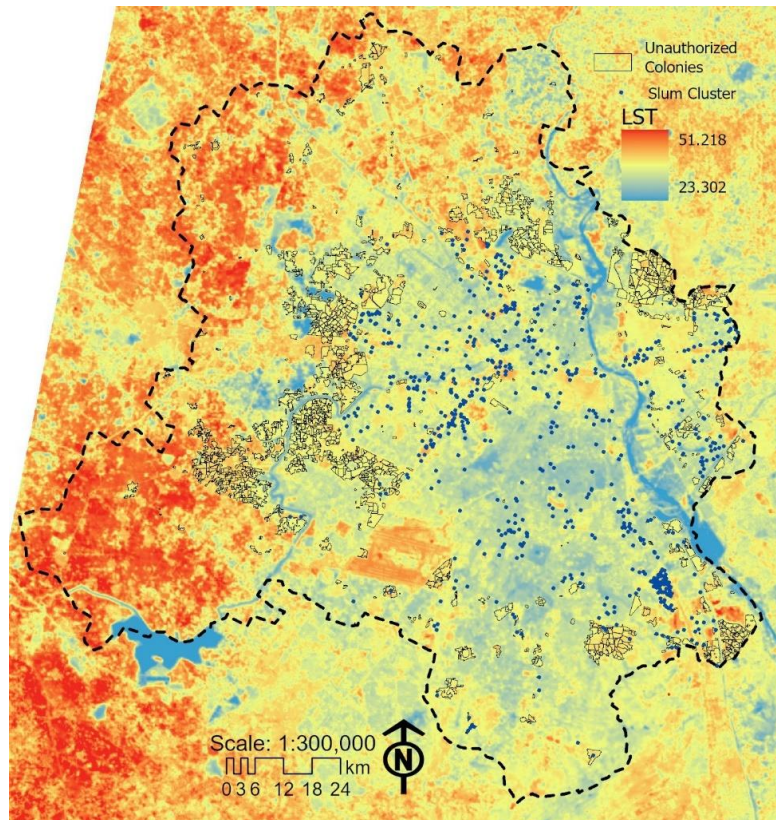 Unauthorized
Colonies
Slum Cluster
LST
51.218
23.302
Scale: 1:300,000
km
0 3 6 12 18 24
N